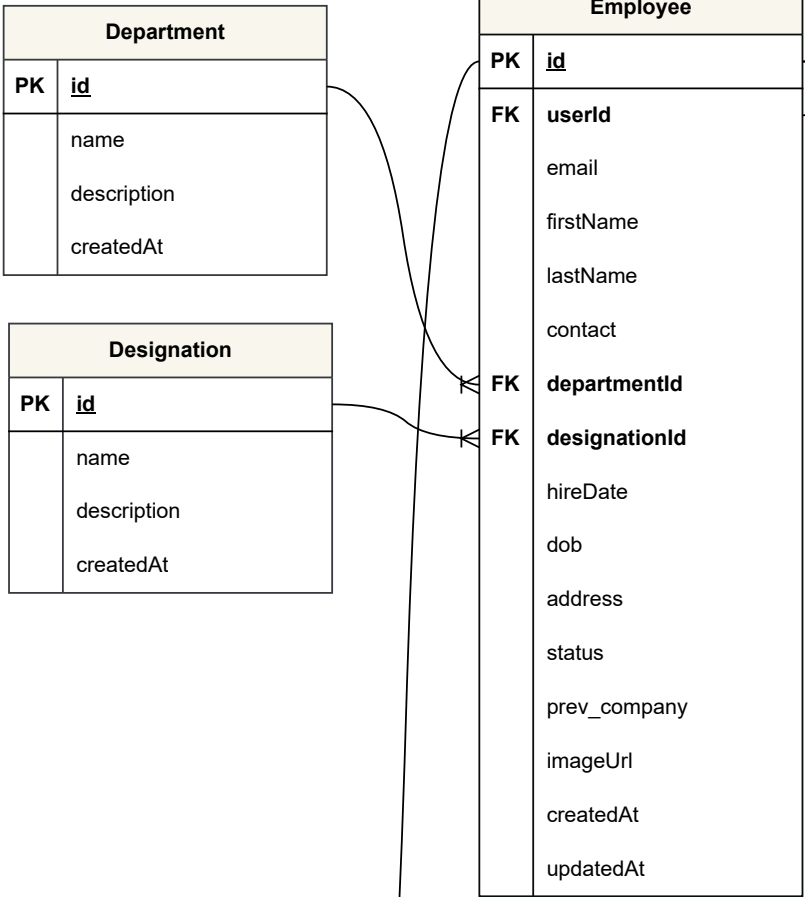 Department
PK id
name
description
createdAt
Designation
PK id
name
description
createdAt
Employee
PK id
FK userId
email
firstName
lastName
contact
FK departmentId
FK designationId
hireDate
dob
address
status
prev_company
imageUrl
createdAt
updatedAt